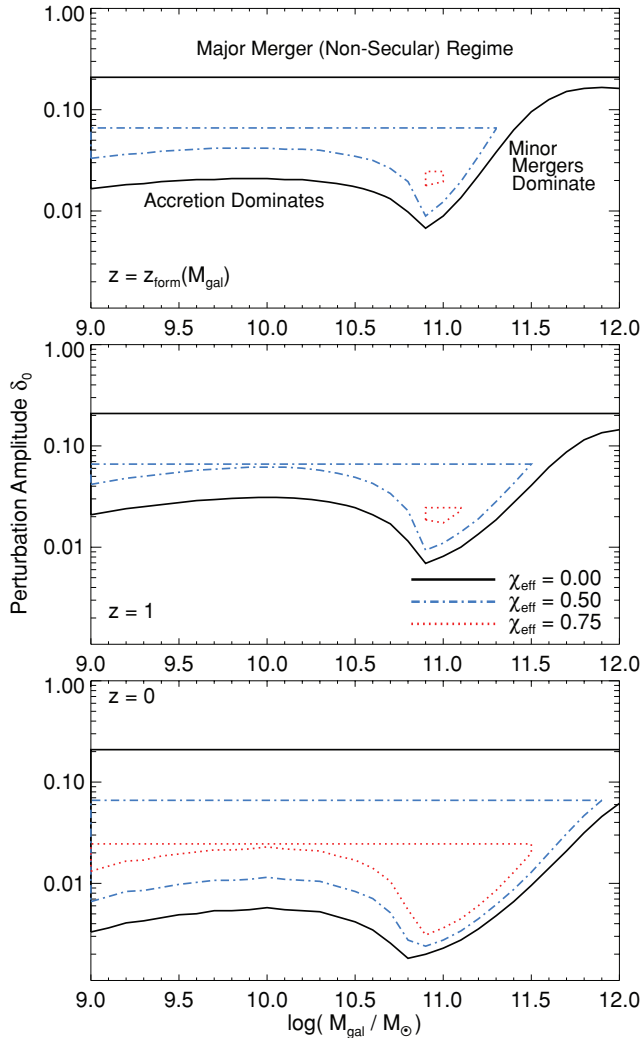 1.00
Major Merger (Non-Secular) Regime
0.10
Minor
Mergers
Dominate
Accretion Dominates
0.01
z = z_form(M_gal)
9.0 9.5 10.0 10.5 11.0 11.5 12.0
1.00
0.10
Perturbation Amplitude δ₀
0.01
χ_eff = 0.00
χ_eff = 0.50
χ_eff = 0.75
z = 1
9.0 9.5 10.0 10.5 11.0 11.5 12.0
1.00
z = 0
0.10
0.01
9.0 9.5 10.0 10.5 11.0 11.5 12.0
log( M_gal / M_⊙)